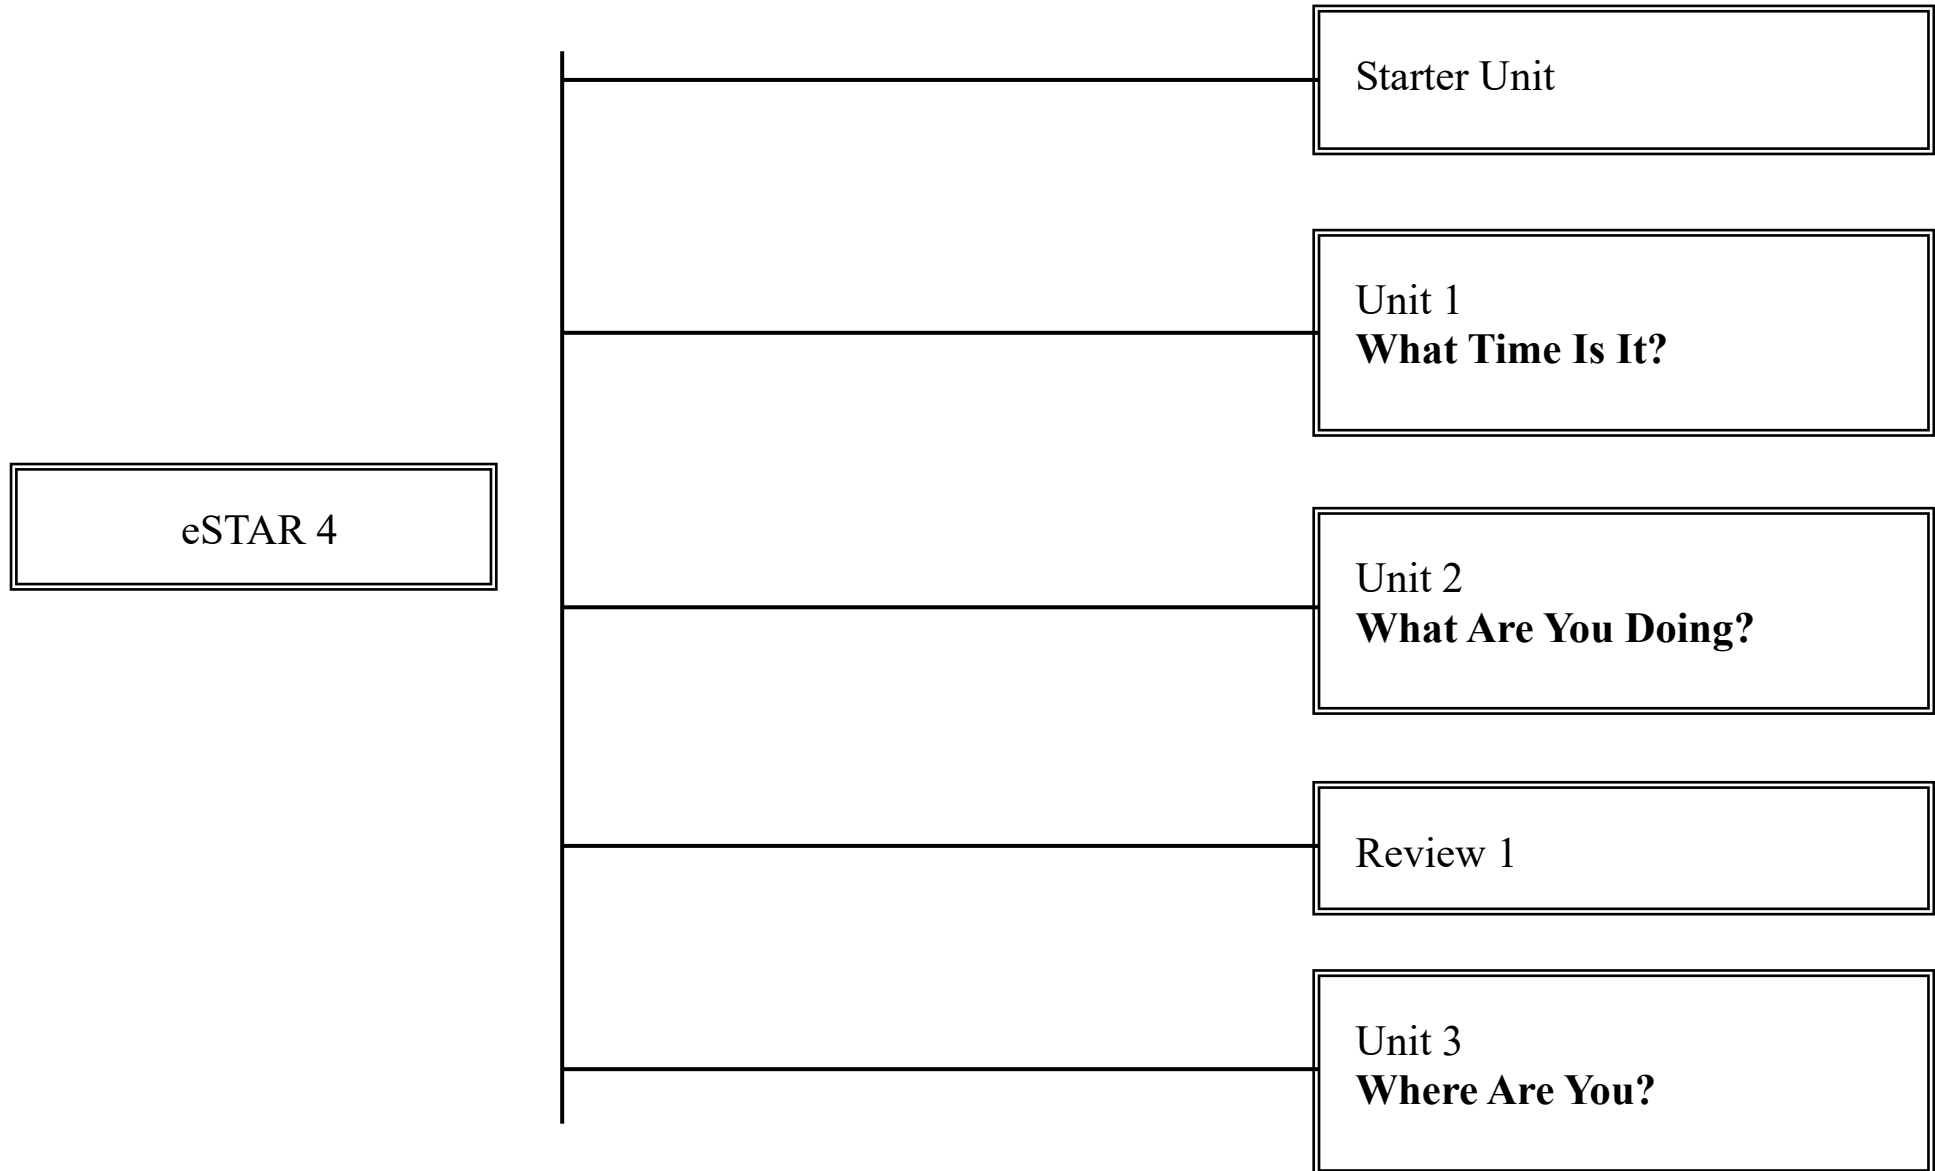 Starter Unit
Unit 1
What Time Is It?
eSTAR 4
Unit 2
What Are You Doing?
Review 1
Unit 3
Where Are You?